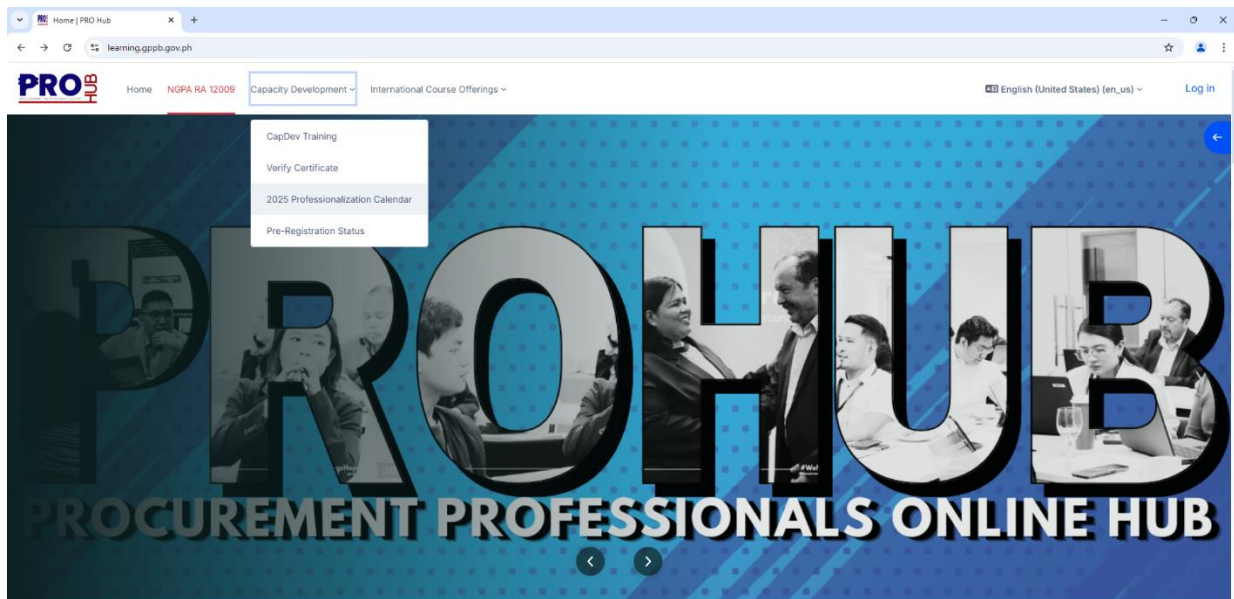 Home | PRO Hub
learning.gppb.gov.ph
PRO HUB
Home
NGPA RA 12009
Capacity Development
International Course Offerings
English (United States) (en_us)
Log in
CapDev Training
Verify Certificate
2025 Professionalization Calendar
Pre-Registration Status
PROHUB
PROCUREMENT PROFESSIONALS ONLINE HUB